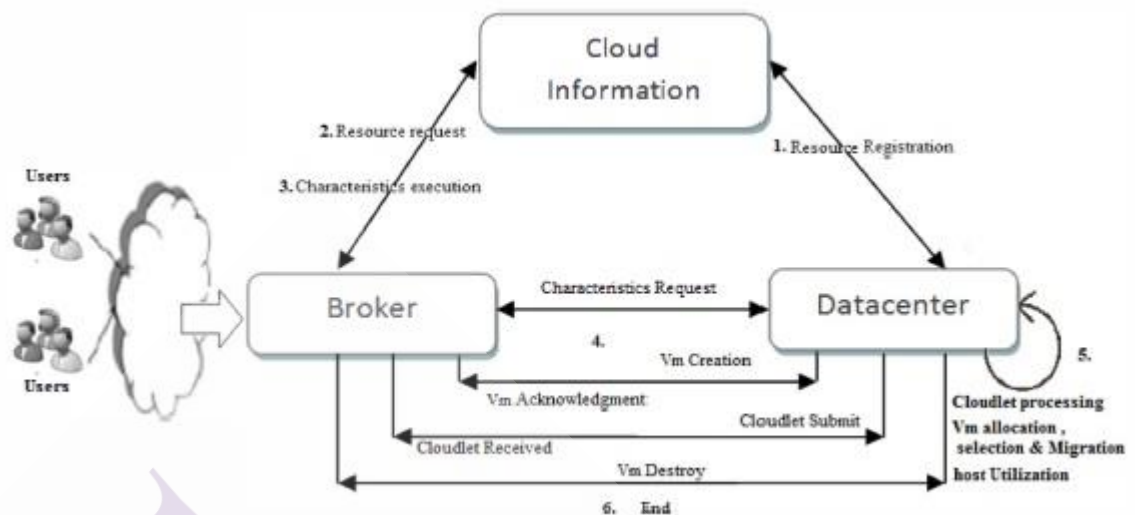 Cloud
Information
2. Resource request
1. Resource Registration
3. Characteristics execution
Users
Users
Broker
Characteristics Request
Datacenter
4.
5.
Vm Creation
Vm Acknowledgment
Cloudlet Submit
Cloudlet Received
Vm Destroy
Cloudlet processing
Vm allocation ,
selection & Migration
host Utilization
6. End